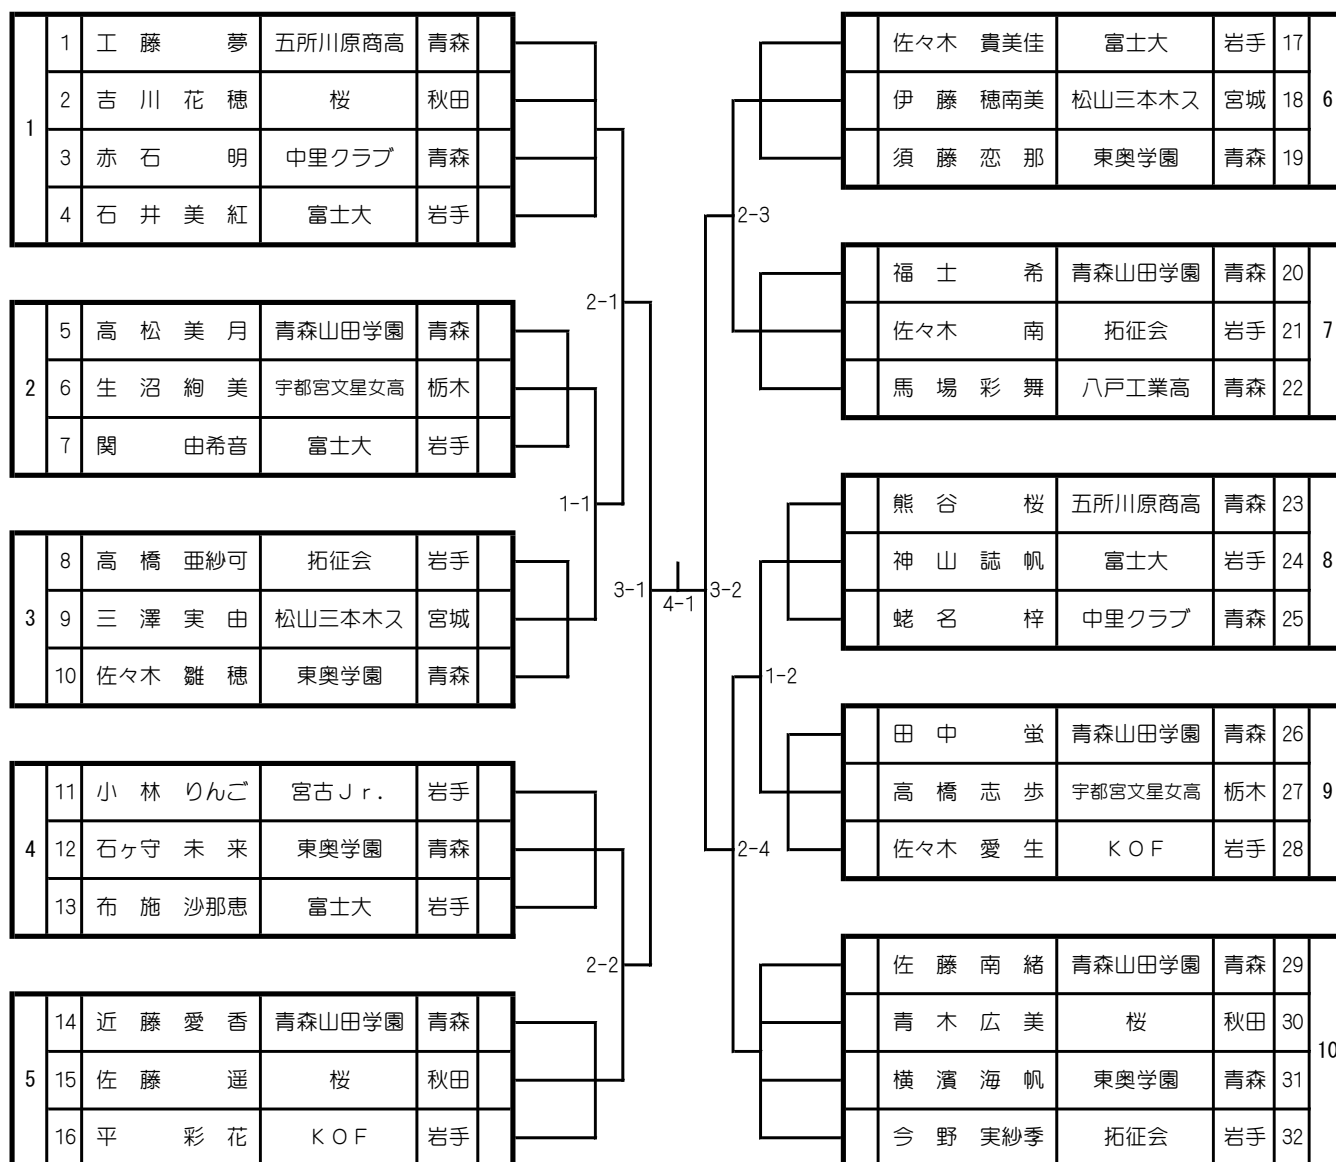 1
1 工藤 夢 五所川原商高 青森
2 吉川花穂 桜 秋田
3 赤石 明 中里クラブ 青森
4 石井美紅 富士大 岩手
2
5 高松美月 青森山田学園 青森
6 生沼絢美 宇都宮文星女高 栃木
7 関 由希音 富士大 岩手
3
8 高橋亜紗可 拓征会 岩手
9 三澤実由 松山三本木ス 宮城
10 佐々木雛穂 東奥学園 青森
4
11 小林りんご 宮古Jr. 岩手
12 石ヶ守未来 東奥学園 青森
13 布施沙那恵 富士大 岩手
5
14 近藤愛香 青森山田学園 青森
15 佐藤 遥 桜 秋田
16 平 彩花 KOF 岩手
2-1
1-1
2-2
3-1
4-1
3-2
2-3
1-2
2-4
佐々木貴美佳 富士大 岩手 17
伊藤穂南美 松山三本木ス 宮城 18
須藤恋那 東奥学園 青森 19
6
福士 希 青森山田学園 青森 20
佐々木 南 拓征会 岩手 21
馬場彩舞 八戸工業高 青森 22
7
熊谷 桜 五所川原商高 青森 23
神山誌帆 富士大 岩手 24
蛯名 梓 中里クラブ 青森 25
8
田中 蛍 青森山田学園 青森 26
高橋志歩 宇都宮文星女高 栃木 27
佐々木愛生 KOF 岩手 28
9
佐藤南緒 青森山田学園 青森 29
青木広美 桜 秋田 30
横濱海帆 東奥学園 青森 31
今野実紗季 拓征会 岩手 32
10